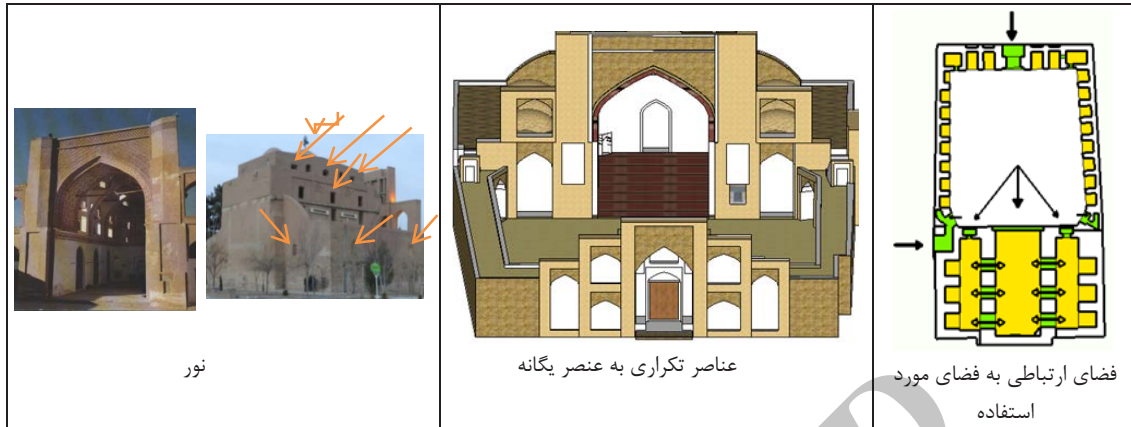 فضای ارتباطی به فضای مورد
استفاده
عناصر تکراری به عنصر یگانه
نور